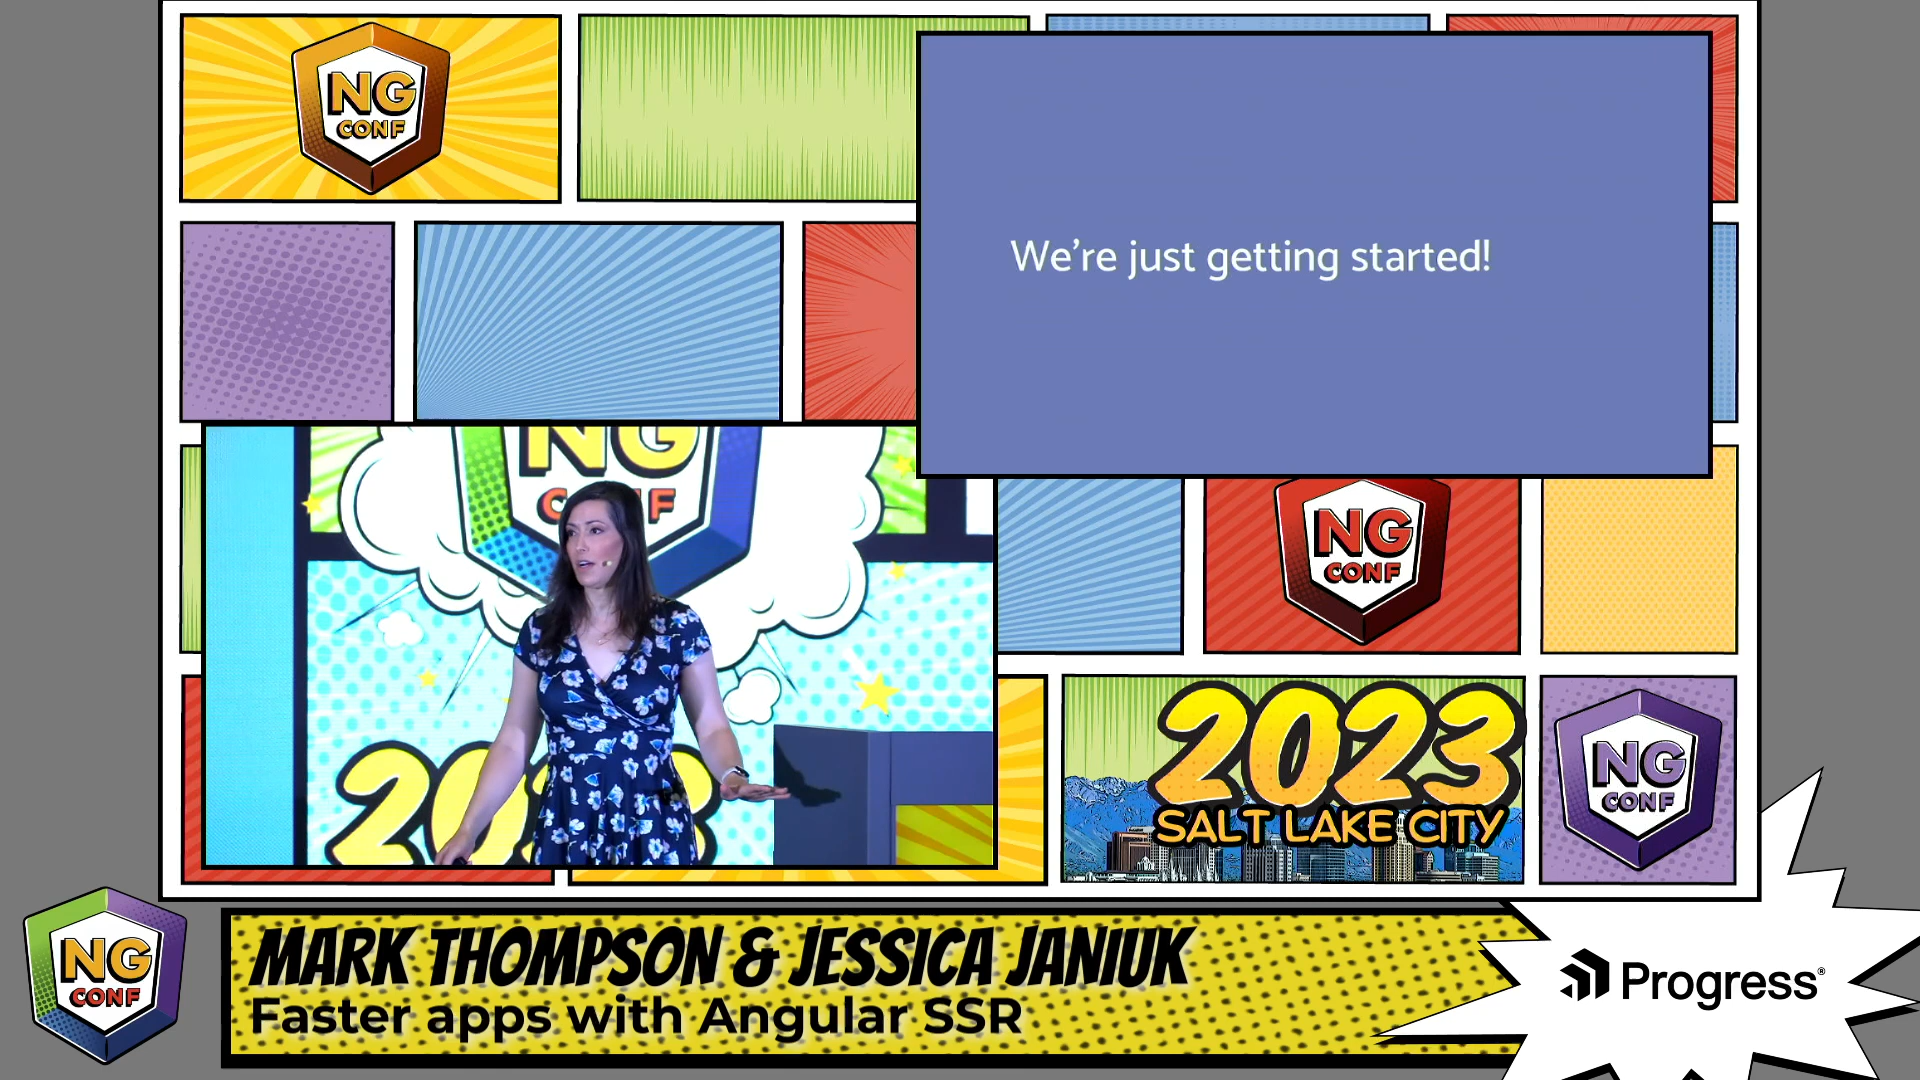 NG
CONF
We're just getting started!
NG
CONF
NG
CONF
2023
SALT LAKE CITY
NG
CONF
202
NG
CONF
MARK THOMPSON & JESSICA JANIUK
Faster apps with Angular SSR
Progress®